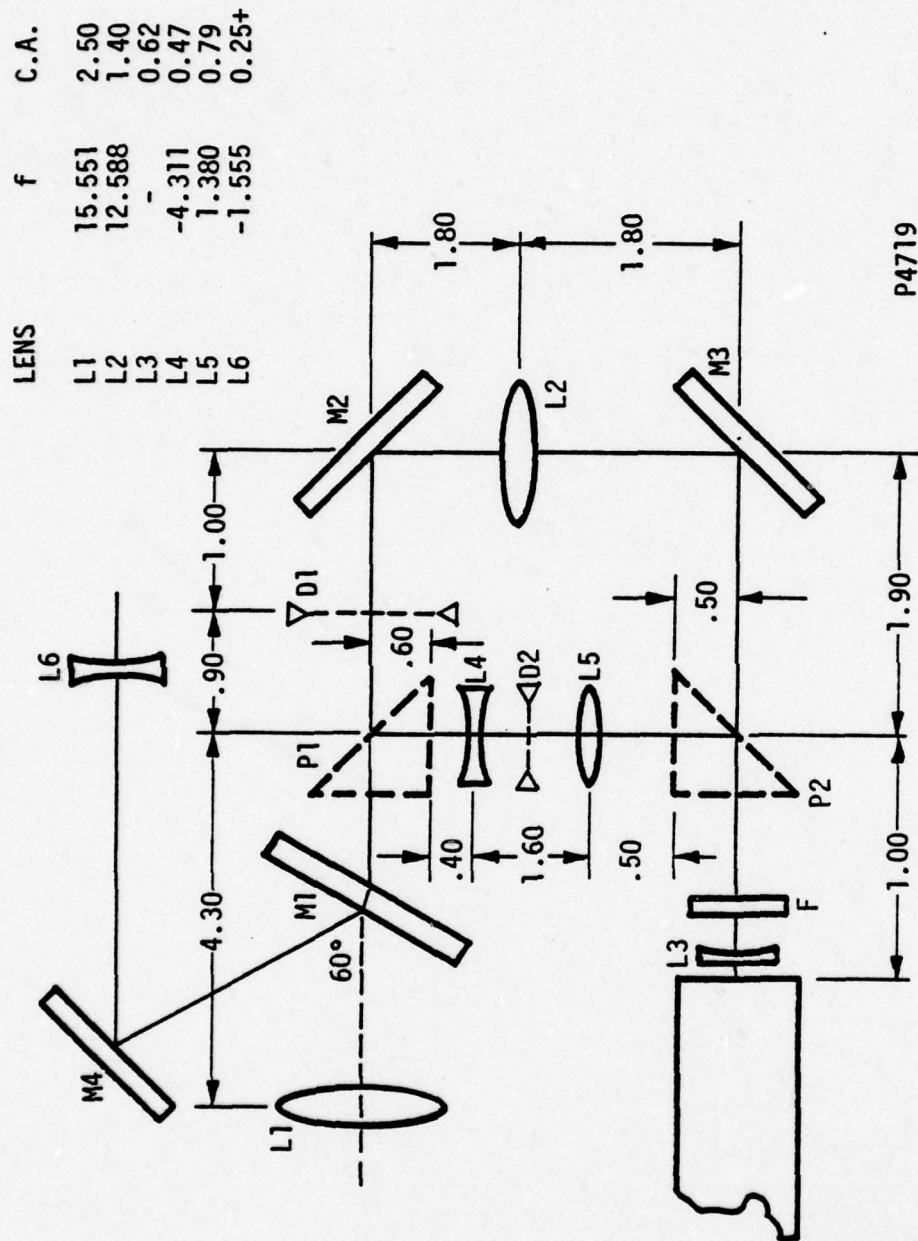 LENS f C.A.
L1 15.551 2.50
L2 12.588 1.40
L3 - 0.62
L4 -4.311 0.47
L5 1.380 0.79
L6 -1.555 0.25+
M4
L6
4.30
.90
1.00
L1
60°
M1
P1
D1
M2
.60
.40
L4
1.60
D2
L5
L2
1.80
1.80
.50
.50
P2
M3
L3
F
1.00
1.90
P4719